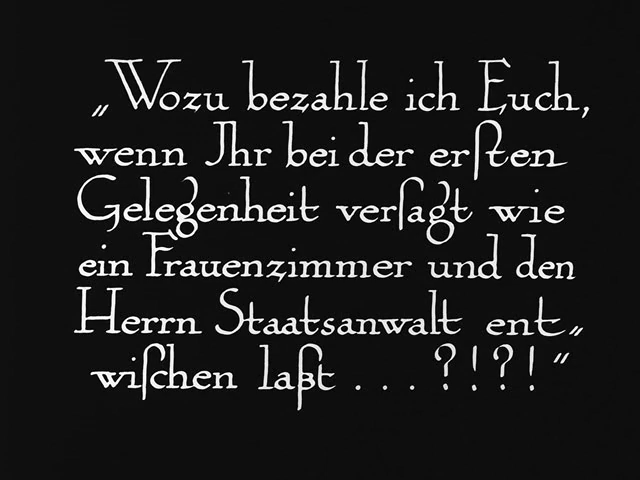 „Wozu bezahle ich Euch,
wenn Ihr bei der erſten
Gelegenheit verſagt wie
ein Frauenzimmer und den
Herrn Staatsanwalt ent„
wiſchen laßt . . . ?!?!“